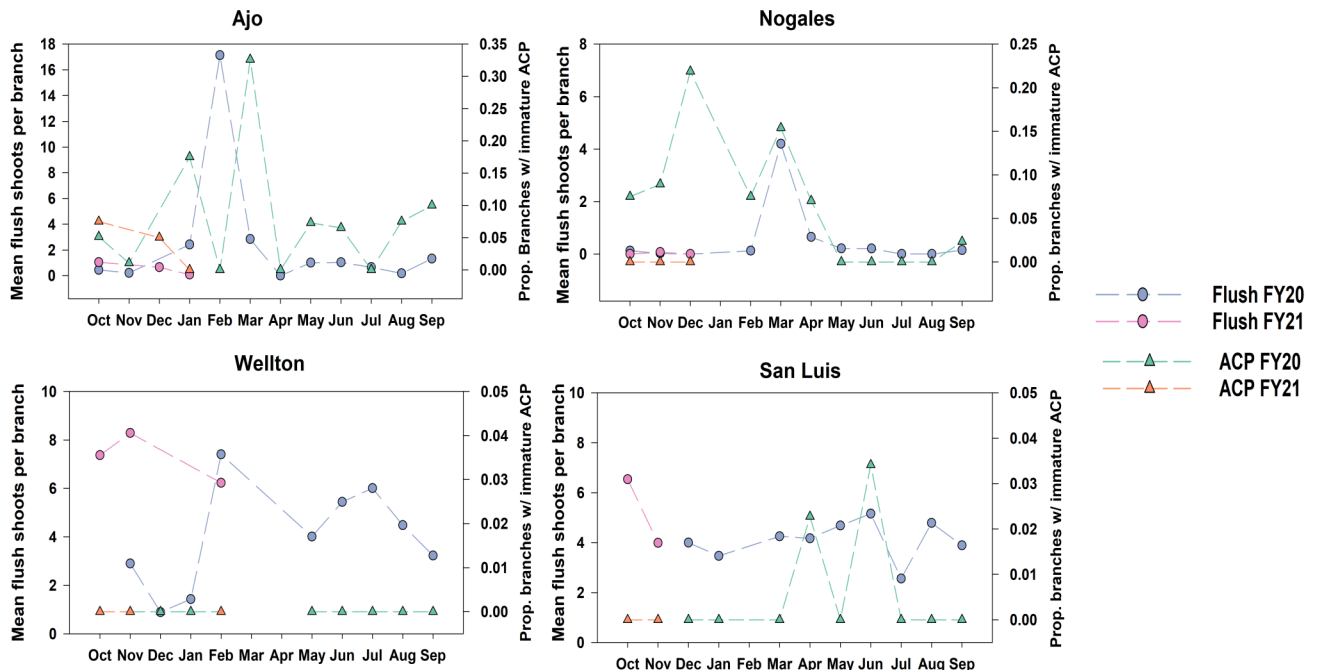 Ajo
Mean flush shoots per branch
18
16
14
12
10
8
6
4
2
0
0.35
0.30
0.25
0.20
0.15
0.10
0.05
0.00
Prop. Branches w/ immature ACP
Oct Nov Dec Jan Feb Mar Apr May Jun Jul Aug Sep
Nogales
Mean flush shoots per branch
8
6
4
2
0
0.25
0.20
0.15
0.10
0.05
0.00
Prop. Branches w/ immature ACP
Oct Nov Dec Jan Feb Mar Apr May Jun Jul Aug Sep
Flush FY20
Flush FY21
ACP FY20
ACP FY21
Wellton
Mean flush shoots per branch
10
8
6
4
2
0
0.05
0.04
0.03
0.02
0.01
0.00
Prop. branches w/ immature ACP
Oct Nov Dec Jan Feb Mar Apr May Jun Jul Aug Sep
San Luis
Mean flush shoots per branch
10
8
6
4
2
0
0.05
0.04
0.03
0.02
0.01
0.00
Prop. branches w/ immature ACP
Oct Nov Dec Jan Feb Mar Apr May Jun Jul Aug Sep